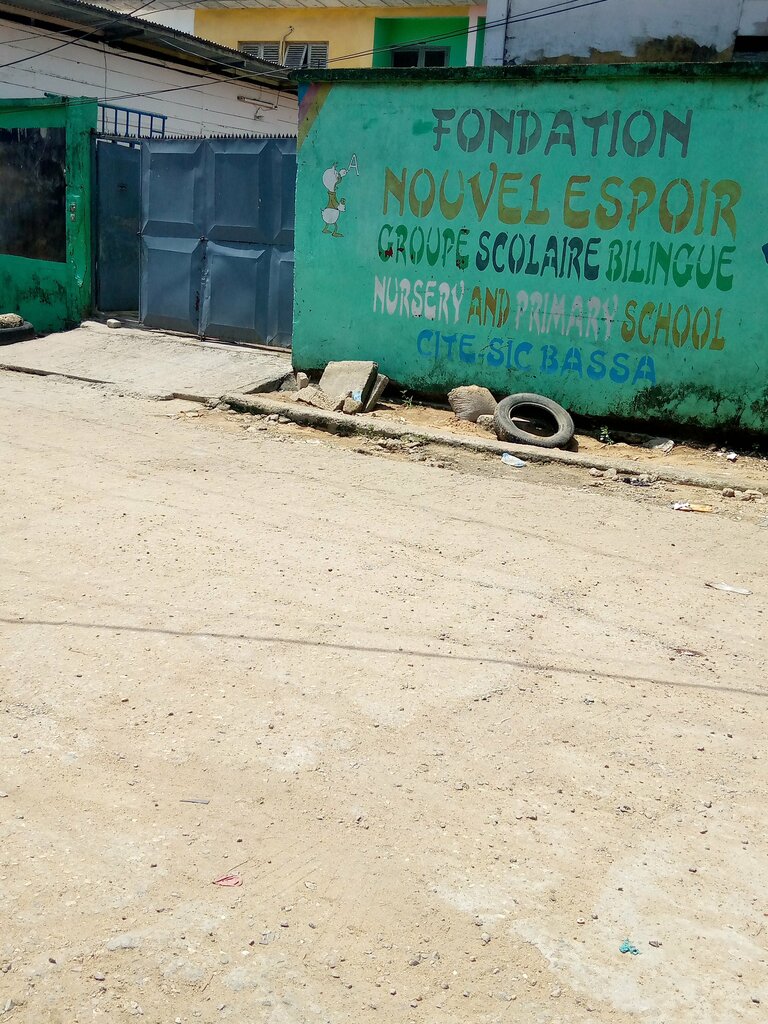 A
FONDATION
NOUVEL ESPOIR
GROUPE SCOLAIRE BILINGUE
NURSERY AND PRIMARY SCHOOL
CITE.SIC BASSA